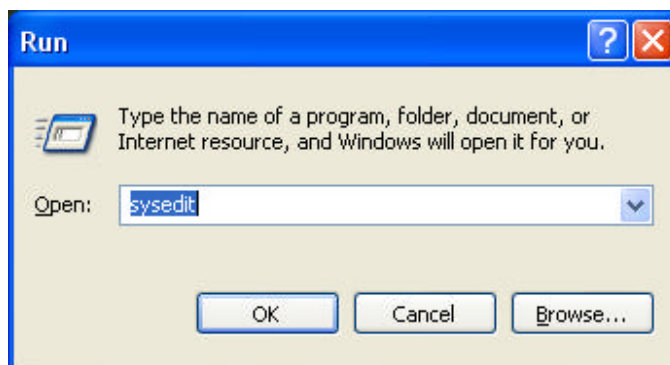 Run
Type the name of a program, folder, document, or
Internet resource, and Windows will open it for you.
Open: sysedit
OK Cancel Browse...